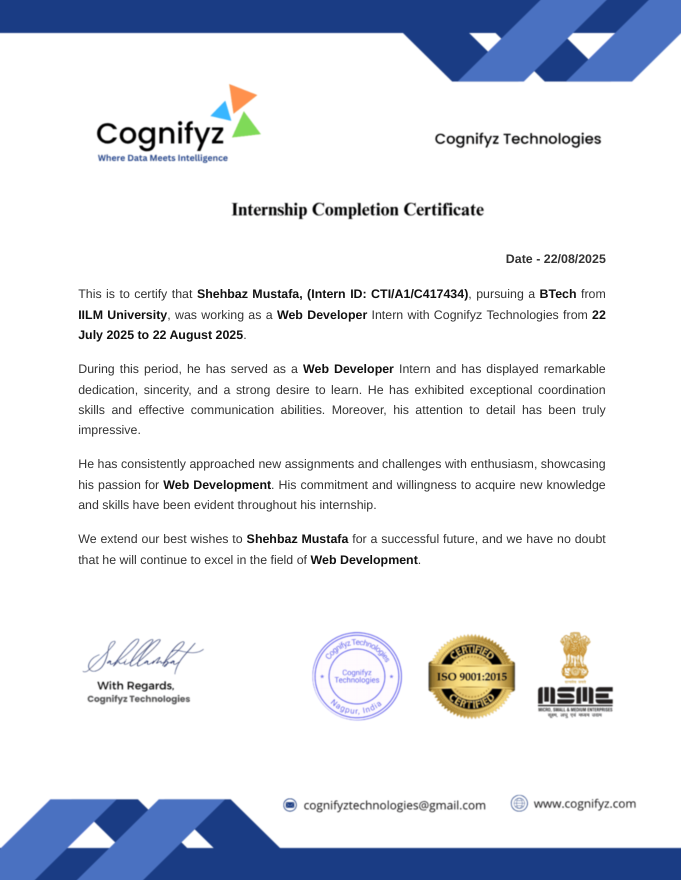 Cognifyz
Where Data Meets Intelligence
Cognifyz Technologies
Internship Completion Certificate
Date - 22/08/2025
This is to certify that Shehbaz Mustafa, (Intern ID: CTI/A1/C417434), pursuing a BTech from
IILM University, was working as a Web Developer Intern with Cognifyz Technologies from 22
July 2025 to 22 August 2025.
During this period, he has served as a Web Developer Intern and has displayed remarkable
dedication, sincerity, and a strong desire to learn. He has exhibited exceptional coordination
skills and effective communication abilities. Moreover, his attention to detail has been truly
impressive.
He has consistently approached new assignments and challenges with enthusiasm, showcasing
his passion for Web Development. His commitment and willingness to acquire new knowledge
and skills have been evident throughout his internship.
We extend our best wishes to Shehbaz Mustafa for a successful future, and we have no doubt
that he will continue to excel in the field of Web Development.
With Regards,
Cognifyz Technologies
Cognifyz Technologies
Cognifyz
Technologies
Nagpur, India
CERTIFIED
ISO 9001:2015
CERTIFIED
MSME
MICRO, SMALL & MEDIUM ENTERPRISES
सूक्ष्म, लघु एवं मध्यम उद्यम
cognifyztechnologies@gmail.com
www.cognifyz.com